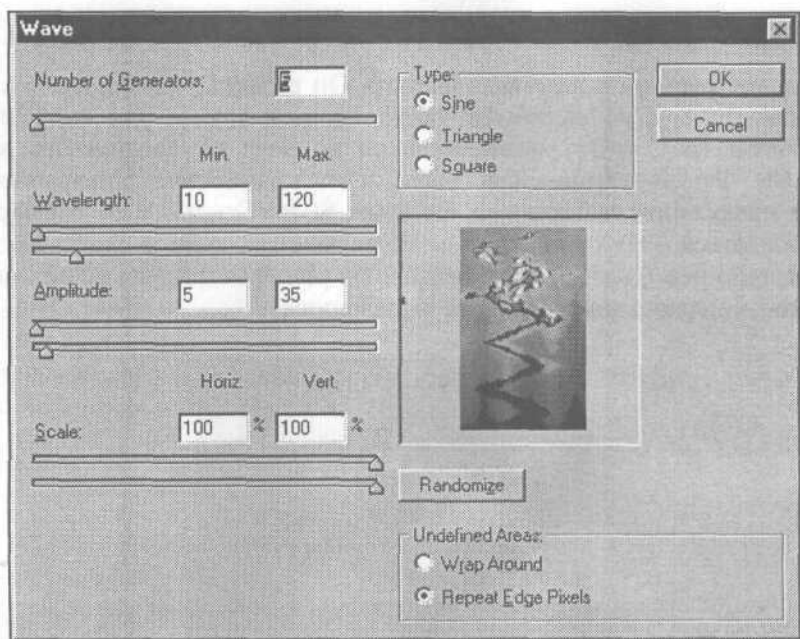 Wave
Number of Generators:
Min. Max.
Wavelength: 10 120
Amplitude: 5 35
Horiz. Vert.
Scale: 100 % 100 %
Type:
Sine
Triangle
Square
OK
Cancel
Randomize
Undefined Areas:
Wrap Around
Repeat Edge Pixels